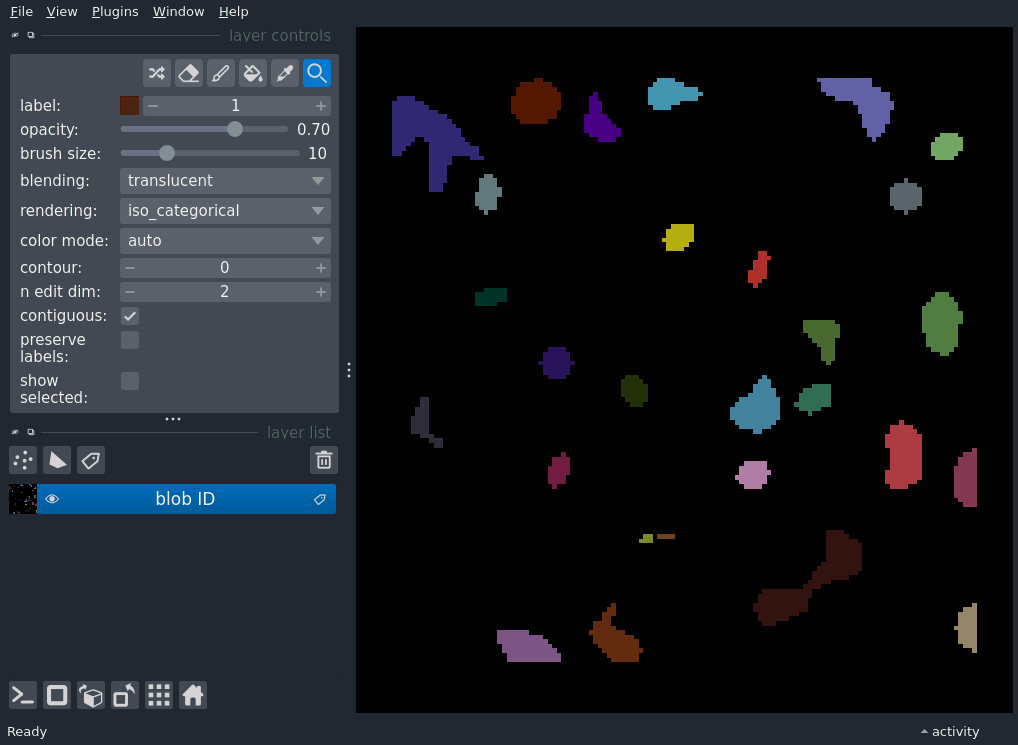 File View Plugins Window Help
layer controls
label: 1
opacity: 0.70
brush size: 10
blending: translucent
rendering: iso_categorical
color mode: auto
contour: 0
n edit dim: 2
contiguous:
preserve
labels:
show
selected:
layer list
blob ID
Ready
activity